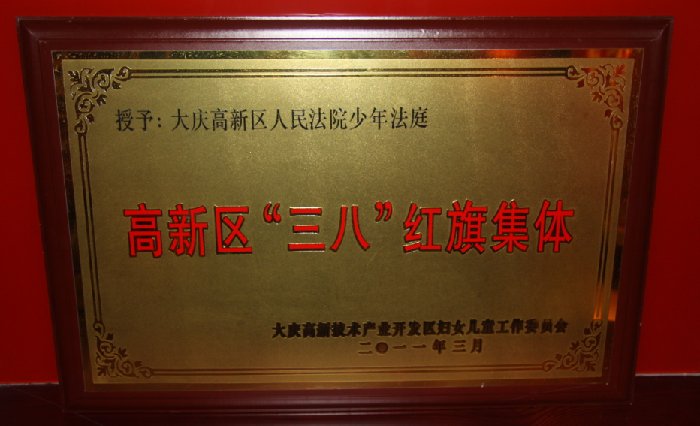 授予：大庆高新区人民法院少年法庭
高新区“三八”红旗集体
大庆高新技术产业开发区妇女儿童工作委员会
二〇一一年三月